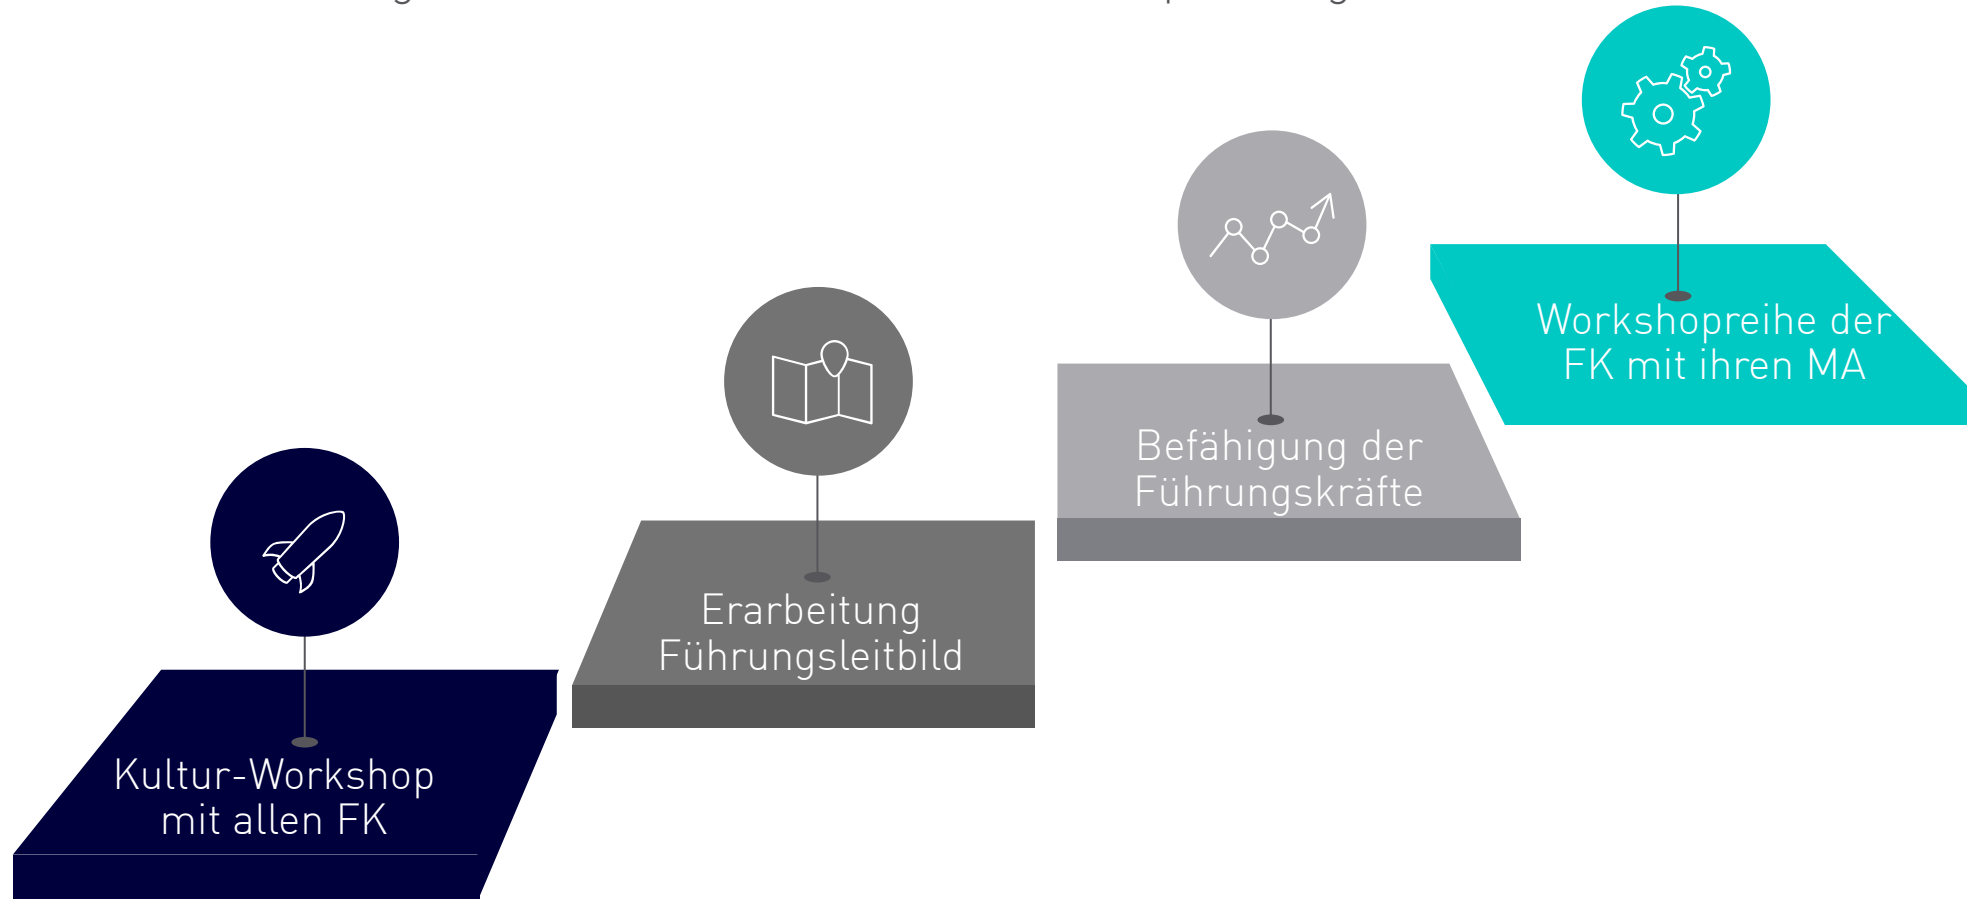 Kultur-Workshop
mit allen FK
Erarbeitung
Führungsleitbild
Befähigung der
Führungskräfte
Workshopreihe der
FK mit ihren MA